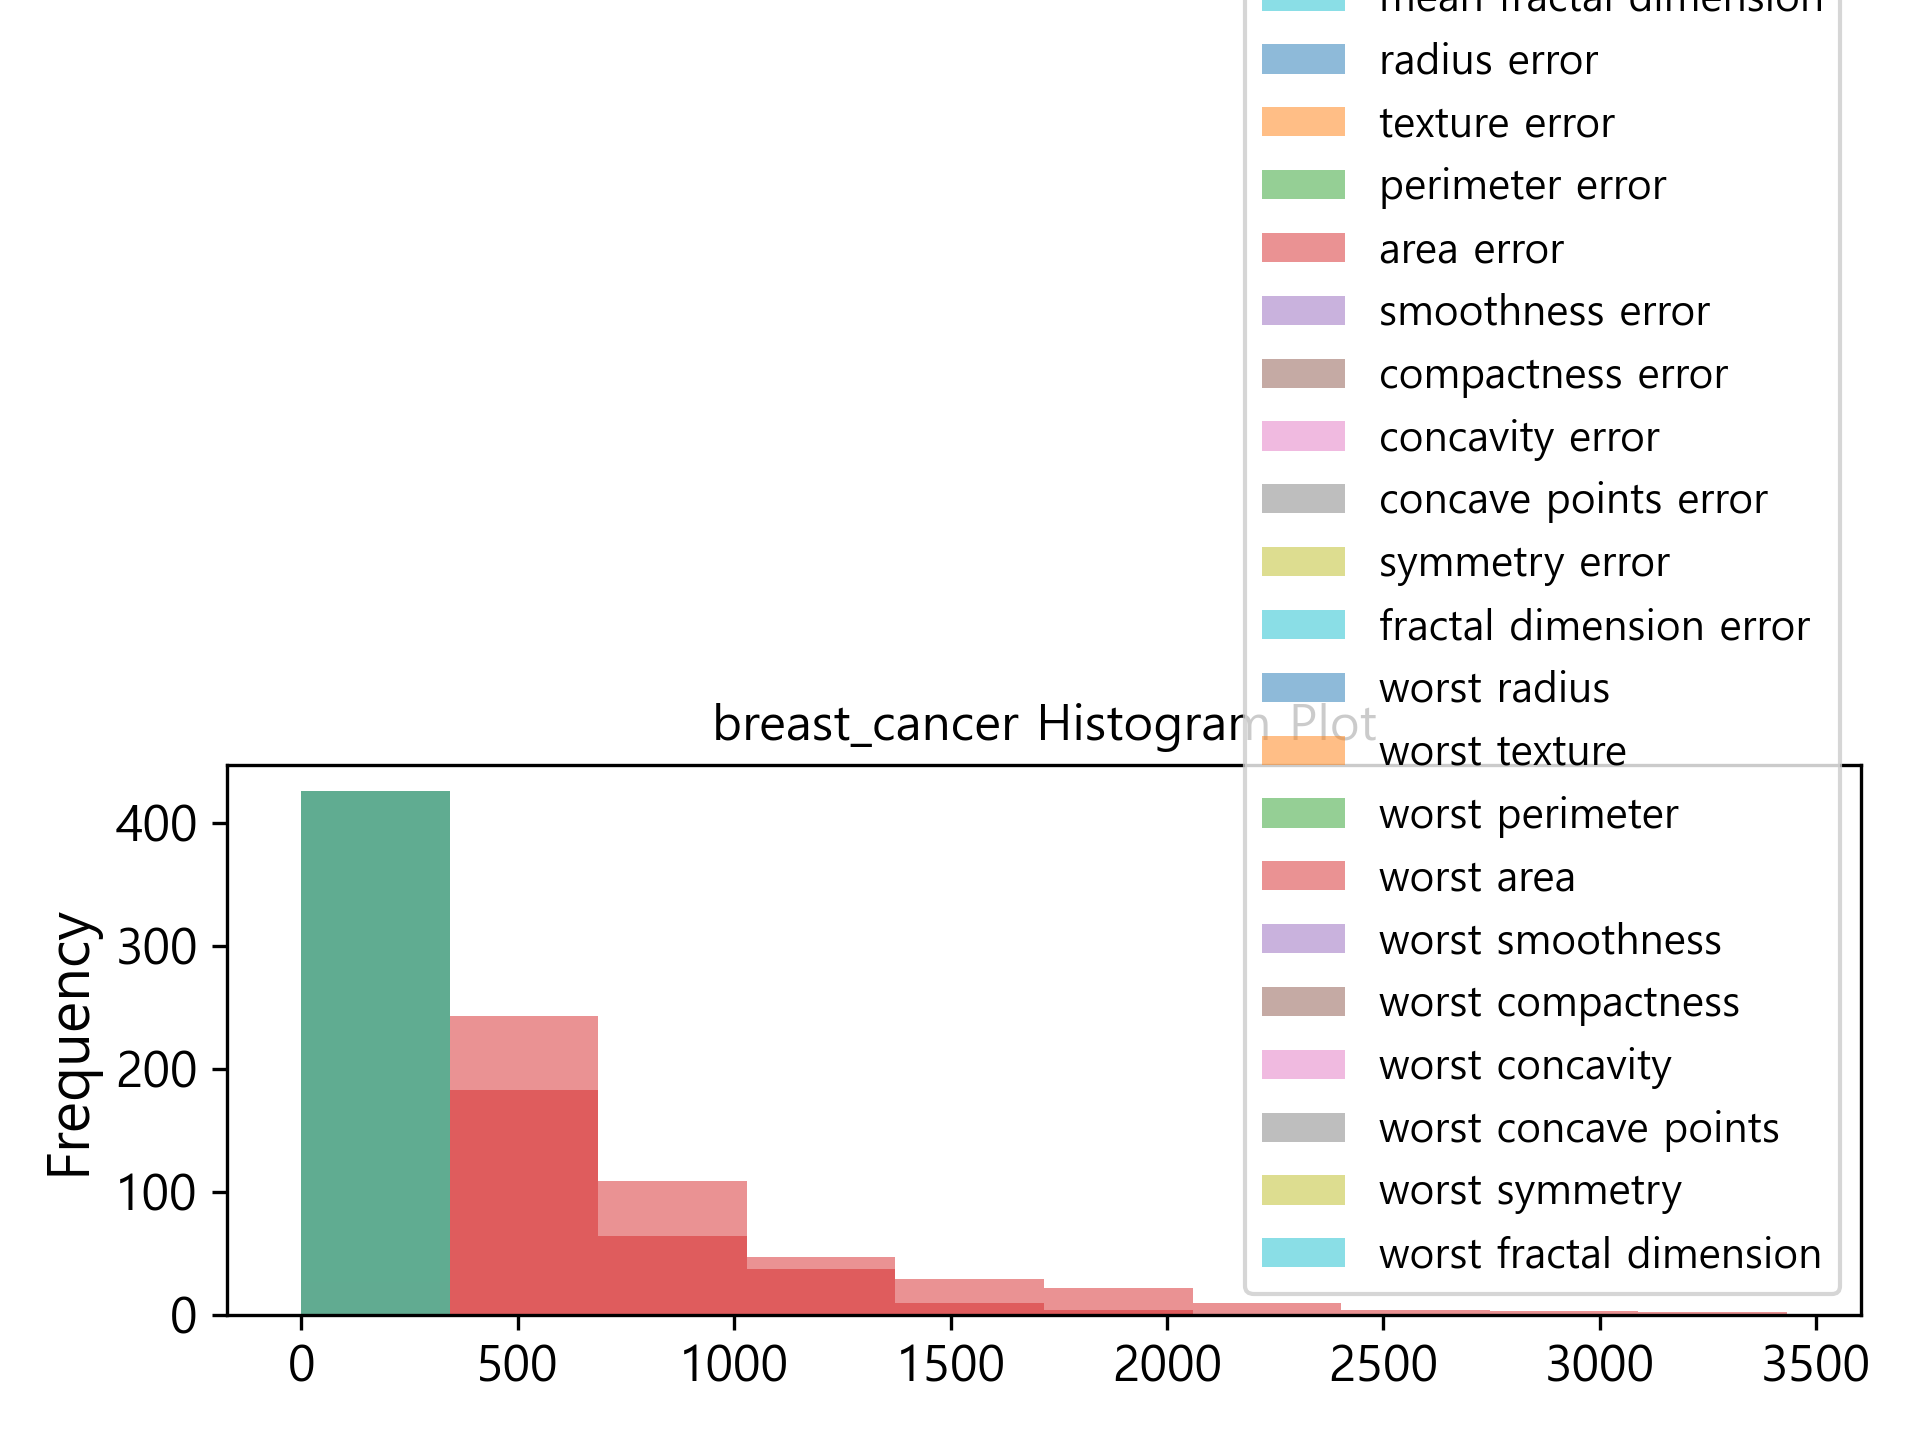 mean fractal dimension
radius error
texture error
perimeter error
area error
smoothness error
compactness error
concavity error
concave points error
symmetry error
fractal dimension error
worst radius
breast_cancer Histogram Plot
worst texture
worst perimeter
worst area
worst smoothness
worst compactness
worst concavity
worst concave points
worst symmetry
worst fractal dimension
Frequency
400
300
200
100
0
0 500 1000 1500 2000 2500 3000 3500